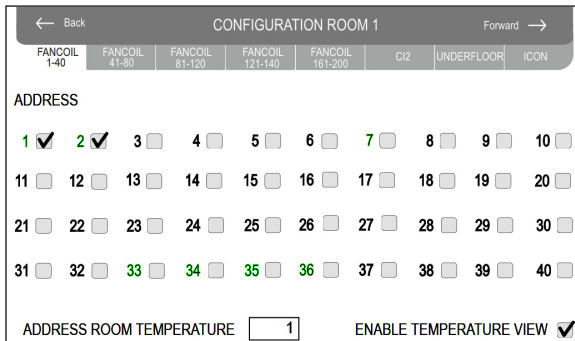 ← Back CONFIGURATION ROOM 1 Forward →
FANCOIL 1-40 FANCOIL 41-80 FANCOIL 81-120 FANCOIL 121-140 FANCOIL 161-200 CI2 UNDERFLOOR ICON
ADDRESS
1 2 3 4 5 6 7 8 9 10
11 12 13 14 15 16 17 18 19 20
21 22 23 24 25 26 27 28 29 30
31 32 33 34 35 36 37 38 39 40
ADDRESS ROOM TEMPERATURE 1 ENABLE TEMPERATURE VIEW